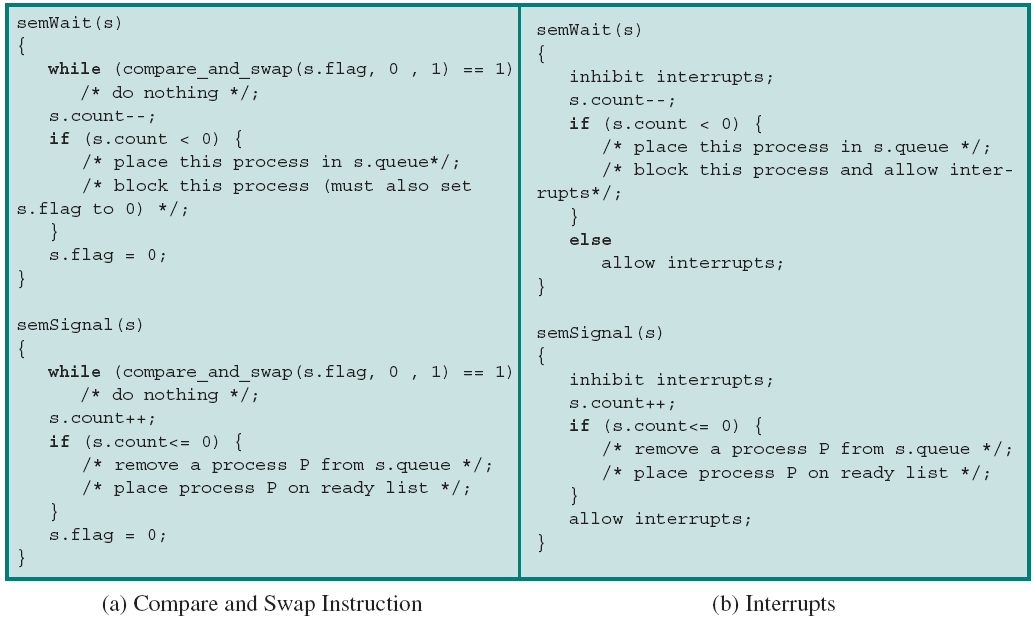 semWait(s)
{
while (compare_and_swap(s.flag, 0 , 1) == 1)
/* do nothing */;
s.count--;
if (s.count < 0) {
/* place this process in s.queue*/;
/* block this process (must also set
s.flag to 0) */;
}
s.flag = 0;
}
semSignal(s)
{
while (compare_and_swap(s.flag, 0 , 1) == 1)
/* do nothing */;
s.count++;
if (s.count<= 0) {
/* remove a process P from s.queue */;
/* place process P on ready list */;
}
s.flag = 0;
}
(a) Compare and Swap Instruction
semWait(s)
{
inhibit interrupts;
s.count--;
if (s.count < 0) {
/* place this process in s.queue */;
/* block this process and allow inter-
rupts*/;
}
else
allow interrupts;
}
semSignal(s)
{
inhibit interrupts;
s.count++;
if (s.count<= 0) {
/* remove a process P from s.queue */;
/* place process P on ready list */;
}
allow interrupts;
}
(b) Interrupts